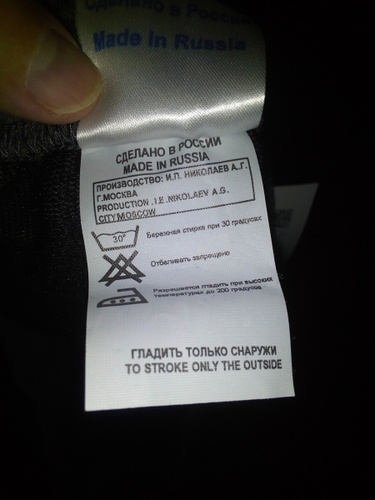 Сделано в России
Made in Russia
СДЕЛАНО В РОССИИ
MADE IN RUSSIA
ПРОИЗВОДСТВО: И.П. НИКОЛАЕВ А.Г.
Г.МОСКВА
PRODUCTION .I.E.NIKOLAEV A.G.
CITY.MOSCOW
30°
Бережная стирка при 30 градусах
Отбеливать запрещено
Разрешается гладить при высоких
температурах до 200 градусов
ГЛАДИТЬ ТОЛЬКО СНАРУЖИ
TO STROKE ONLY THE OUTSIDE